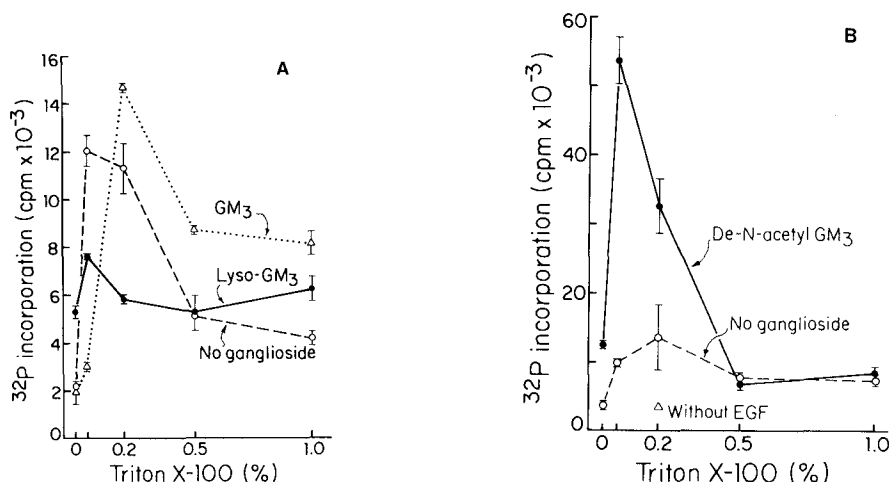 A
³²P incorporation (cpm x 10⁻³)
16
14
12
10
8
6
4
2
0
GM₃
Lyso-GM₃
No ganglioside
0
0.2
0.5
1.0
Triton X-100 (%)
B
³²P incorporation (cpm x 10⁻³)
60
40
20
0
De-N-acetyl GM₃
No ganglioside
Without EGF
0
0.2
0.5
1.0
Triton X-100 (%)